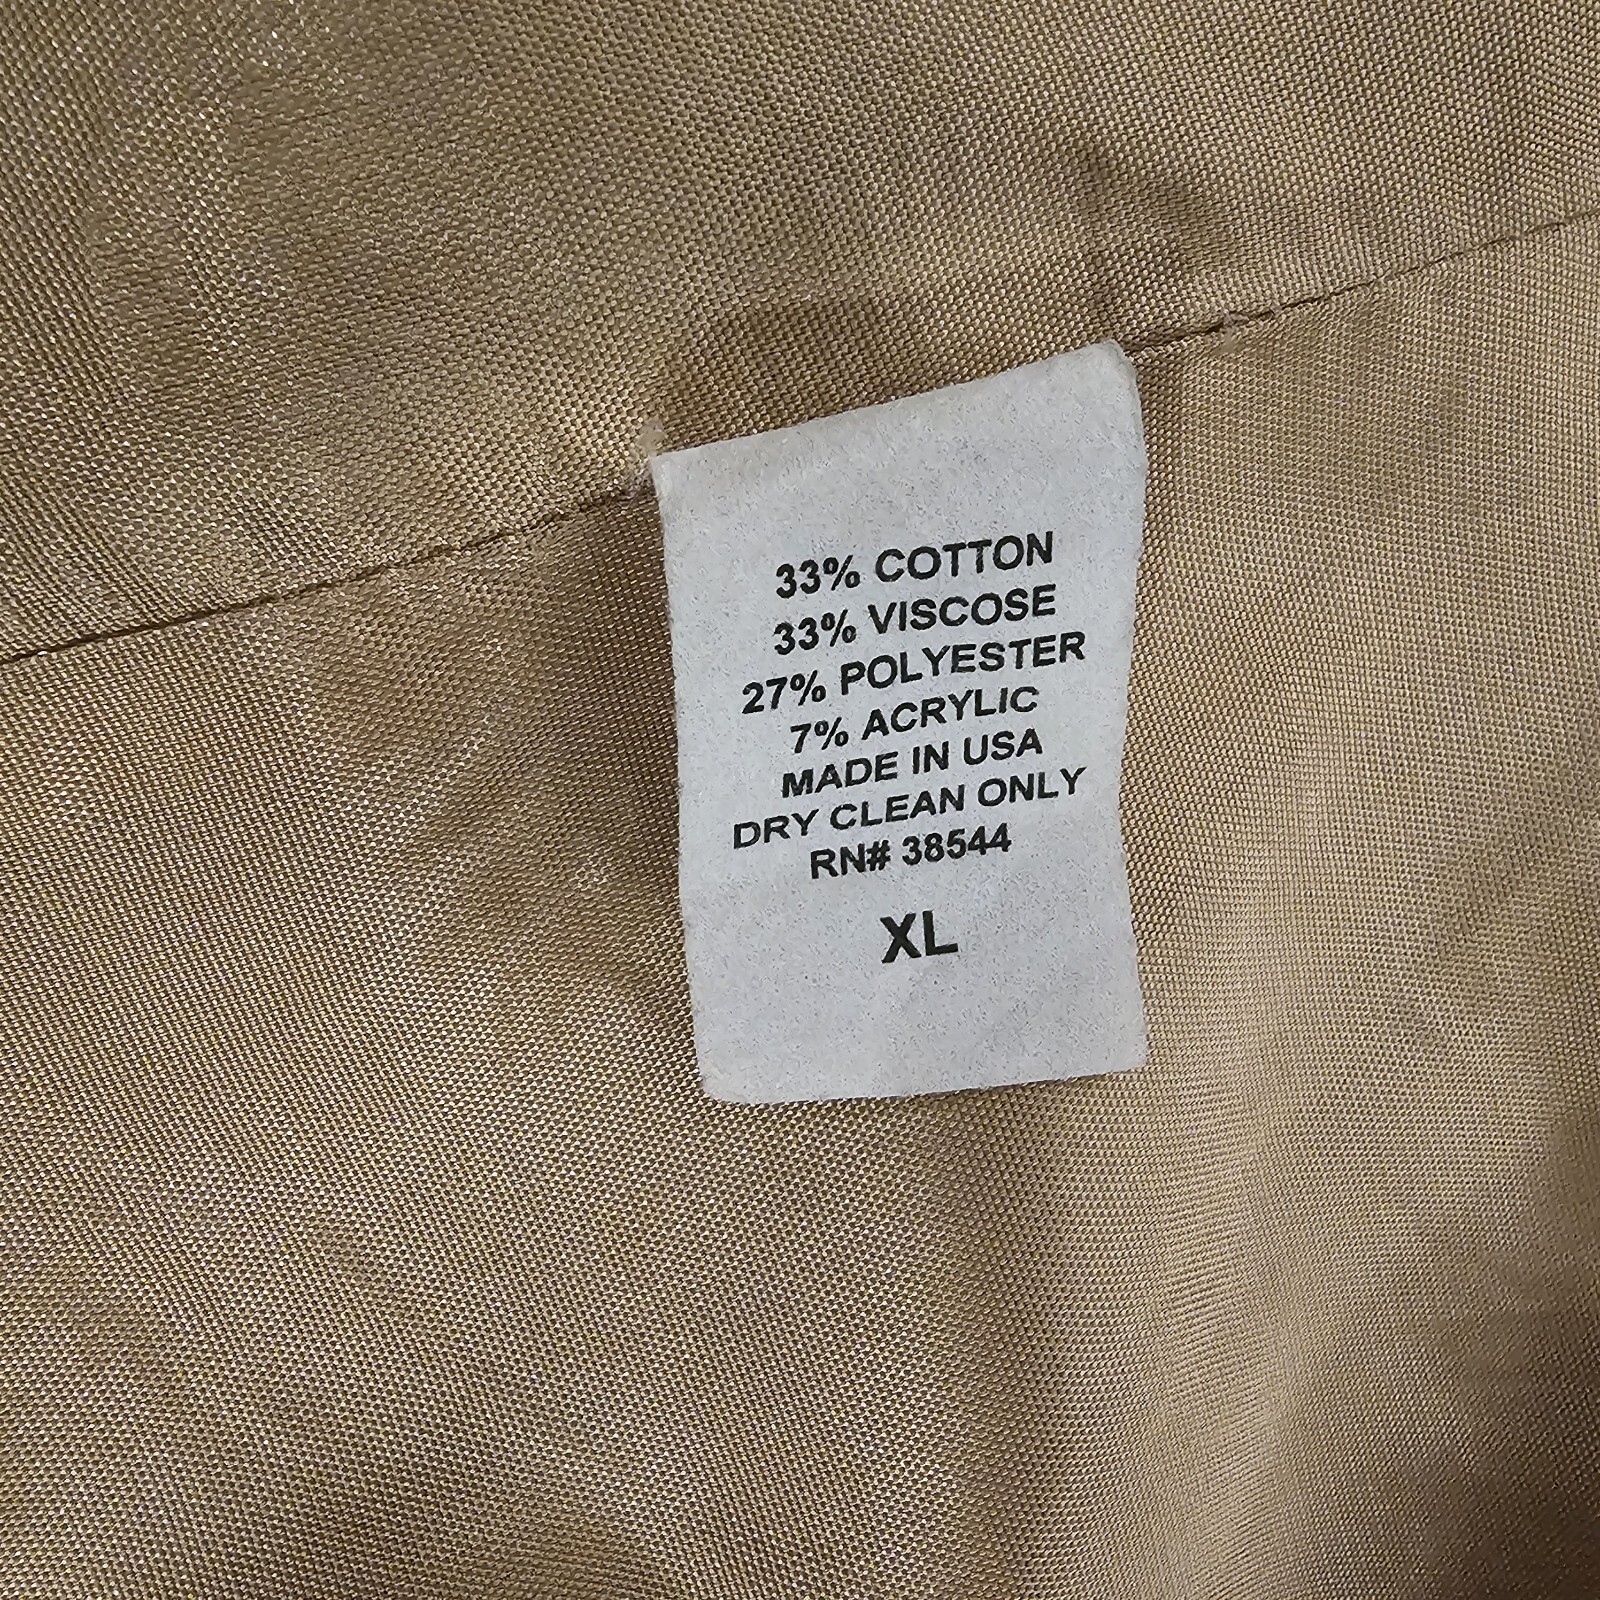 33% COTTON
33% VISCOSE
27% POLYESTER
7% ACRYLIC
MADE IN USA
DRY CLEAN ONLY
RN# 38544
XL